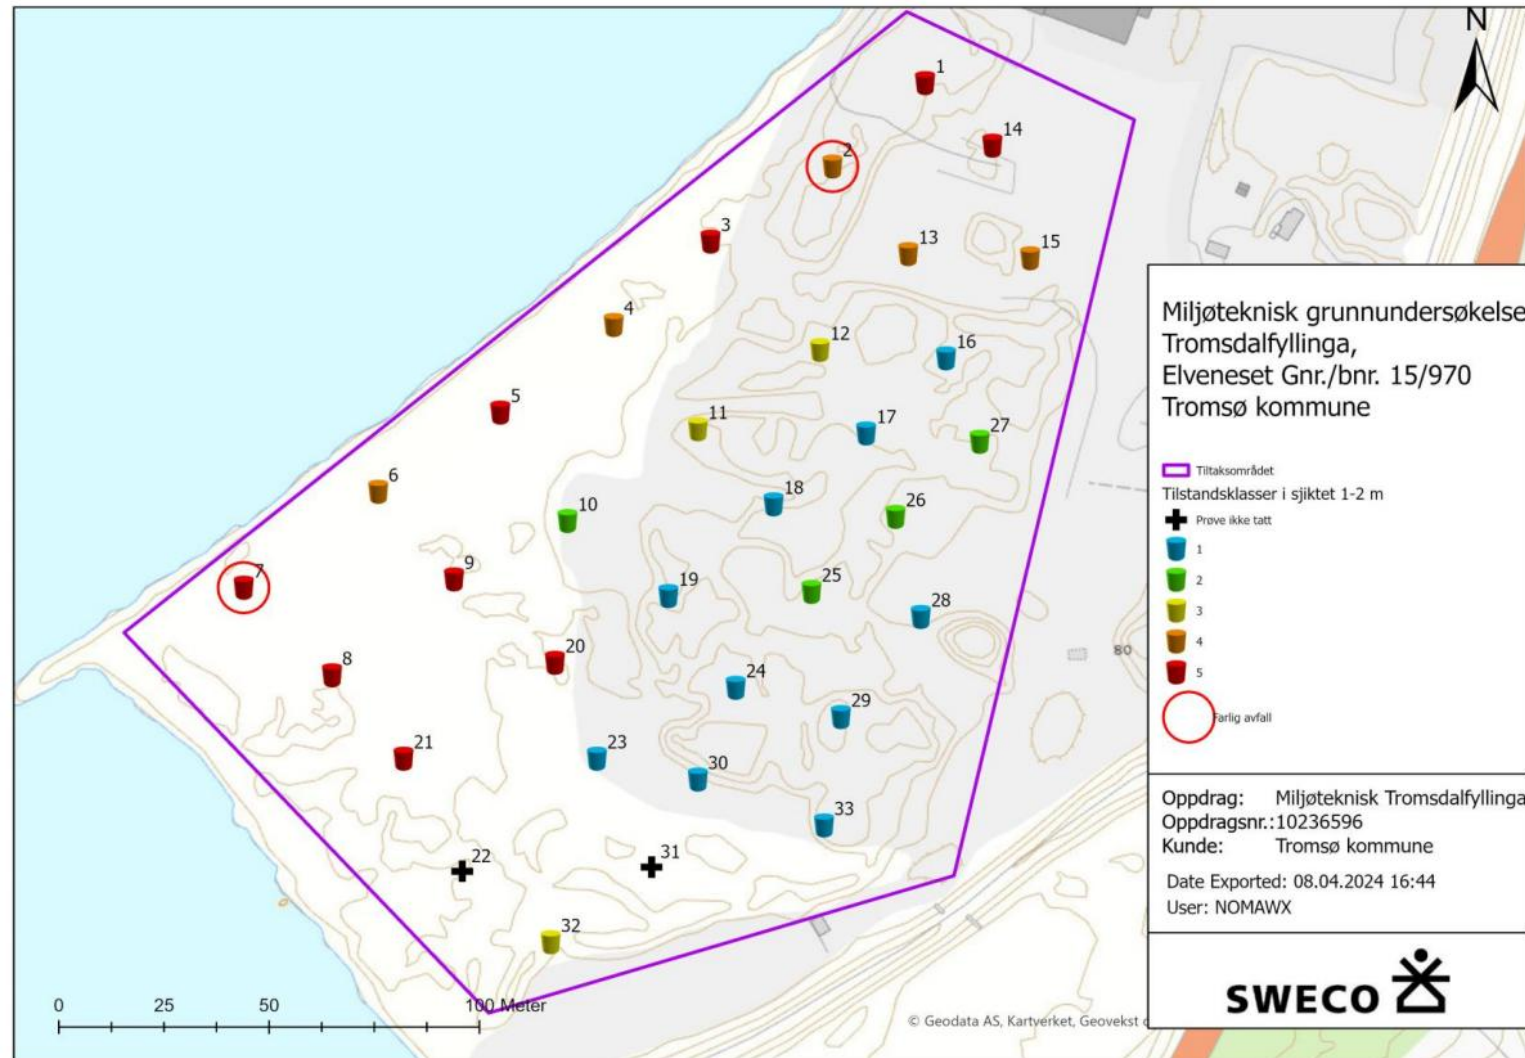 N
1
14
2
3
13
15
4
12
16
5
11
17
27
6
18
10
26
7
9
19
25
28
20
8
80
24
29
21
23
30
33
22
31
32
0 25 50 100 Meter
© Geodata AS, Kartverket, Geovekst
Miljøteknisk grunnundersøkelse
Tromsdalfyllinga,
Elveneset Gnr./bnr. 15/970
Tromsø kommune
Tiltaksområdet
Tilstandsklasser i sjiktet 1-2 m
Prøve ikke tatt
1
2
3
4
5
Farlig avfall
Oppdrag: Miljøteknisk Tromsdalfyllinga
Oppdragsnr.:10236596
Kunde: Tromsø kommune
Date Exported: 08.04.2024 16:44
User: NOMAWX
SWECO